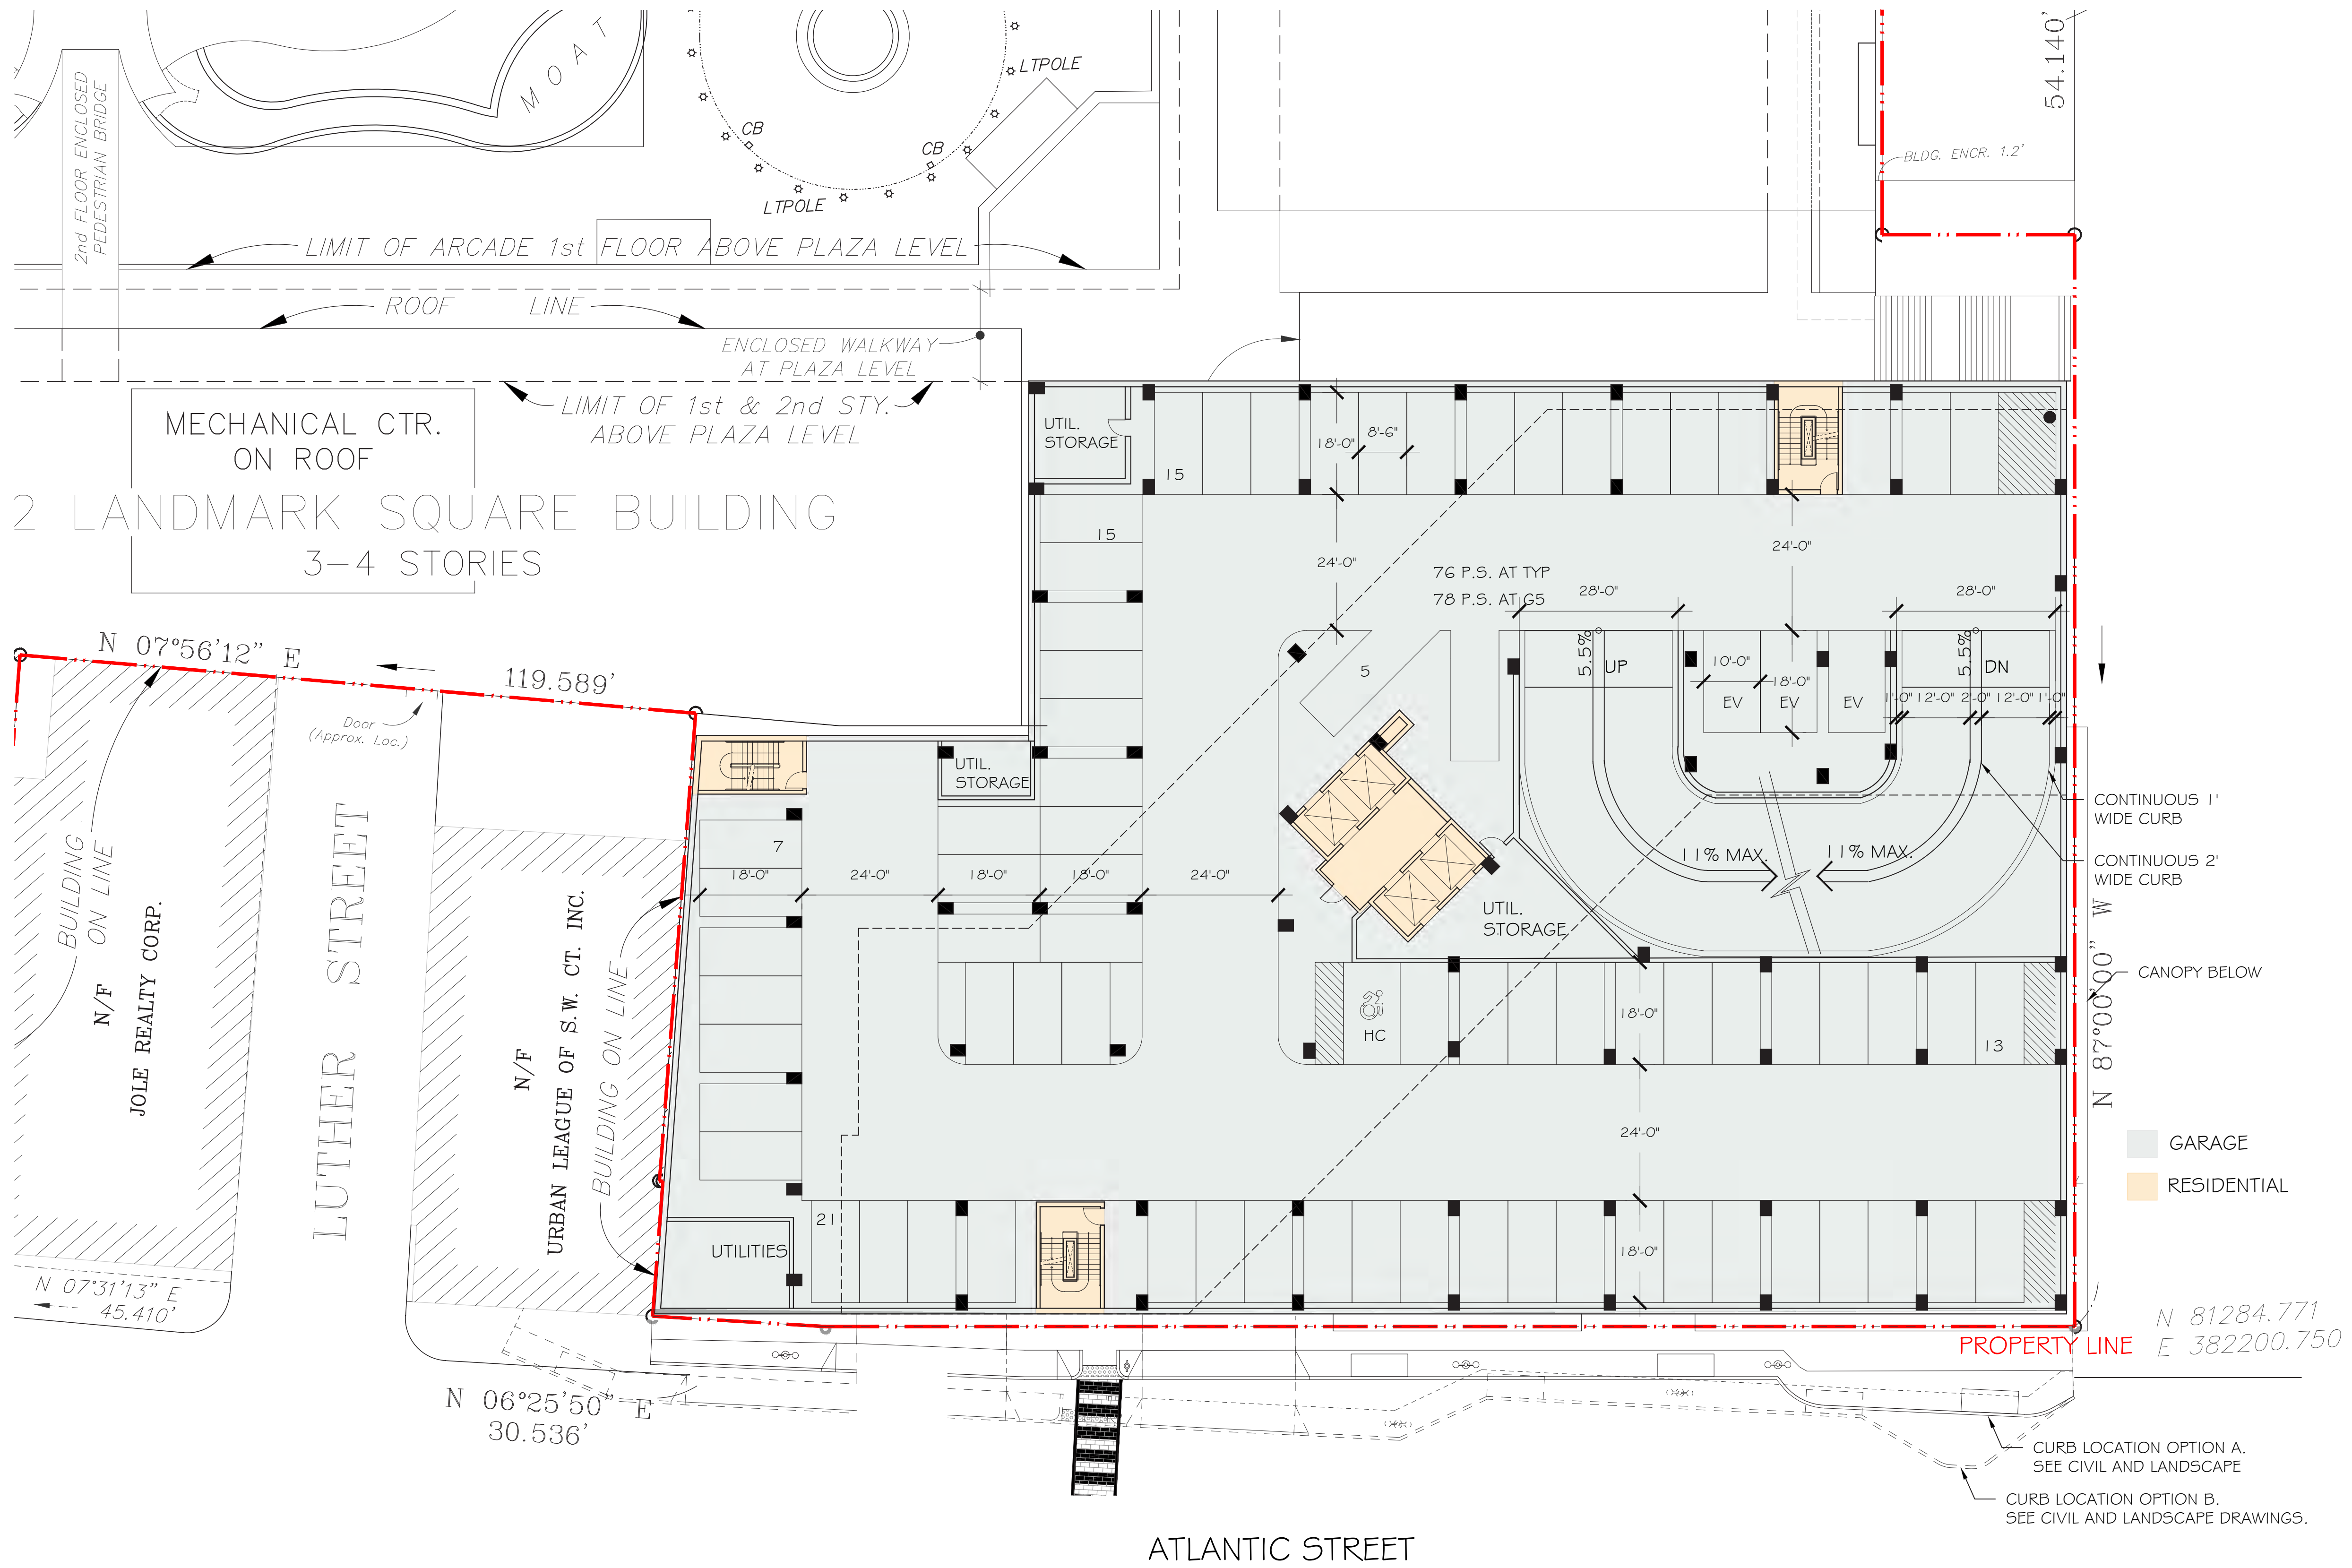 MOAT
2nd FLOOR ENCLOSED
PEDESTRIAN BRIDGE
LTPOLE
CB
CB
LTPOLE
54.140'
BLDG. ENCR. 1.2'
LIMIT OF ARCADE 1st FLOOR ABOVE PLAZA LEVEL
ROOF LINE
ENCLOSED WALKWAY
AT PLAZA LEVEL
LIMIT OF 1st & 2nd STY.
ABOVE PLAZA LEVEL
MECHANICAL CTR.
ON ROOF
2 LANDMARK SQUARE BUILDING
3-4 STORIES
UTIL.
STORAGE
15
18'-0"
8'-6"
15
24'-0"
24'-0"
76 P.S. AT TYP
78 P.S. AT G5
28'-0"
28'-0"
N 07°56'12" E
119.589'
Door
(Approx. Loc.)
5
5.5%
UP
10'-0"
18'-0"
EV
EV
EV
5.5%
DN
1'-0" 12'-0" 2'-0" 12'-0" 1'-0"
UTIL.
STORAGE
7
18'-0"
24'-0"
18'-0"
18'-0"
24'-0"
11% MAX.
11% MAX.
CONTINUOUS 1'
WIDE CURB
CONTINUOUS 2'
WIDE CURB
UTIL.
STORAGE
N 87°00'00" W
CANOPY BELOW
BUILDING
ON LINE
N/F
JOLE REALTY CORP.
LUTHER STREET
N/F
URBAN LEAGUE OF S.W. CT. INC.
BUILDING ON LINE
HC
18'-0"
13
24'-0"
GARAGE
RESIDENTIAL
21
UTILITIES
18'-0"
N 07°31'13" E
45.410'
N 81284.771
E 382200.750
PROPERTY LINE
N 06°25'50" E
30.536'
CURB LOCATION OPTION A.
SEE CIVIL AND LANDSCAPE
CURB LOCATION OPTION B.
SEE CIVIL AND LANDSCAPE DRAWINGS.
ATLANTIC STREET